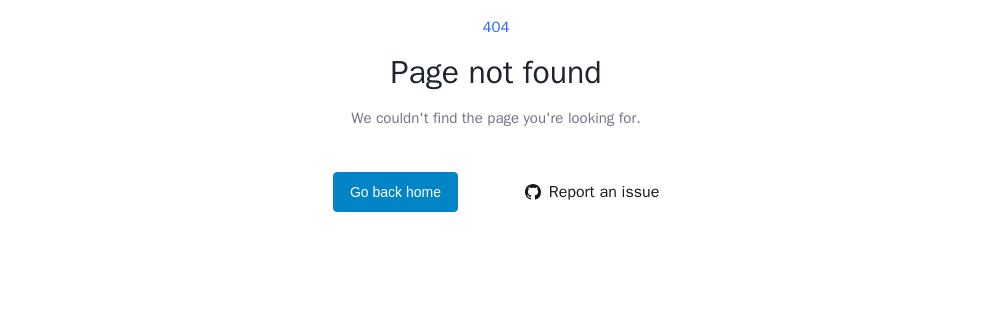 404
Page not found
We couldn't find the page you're looking for.
Go back home
Report an issue